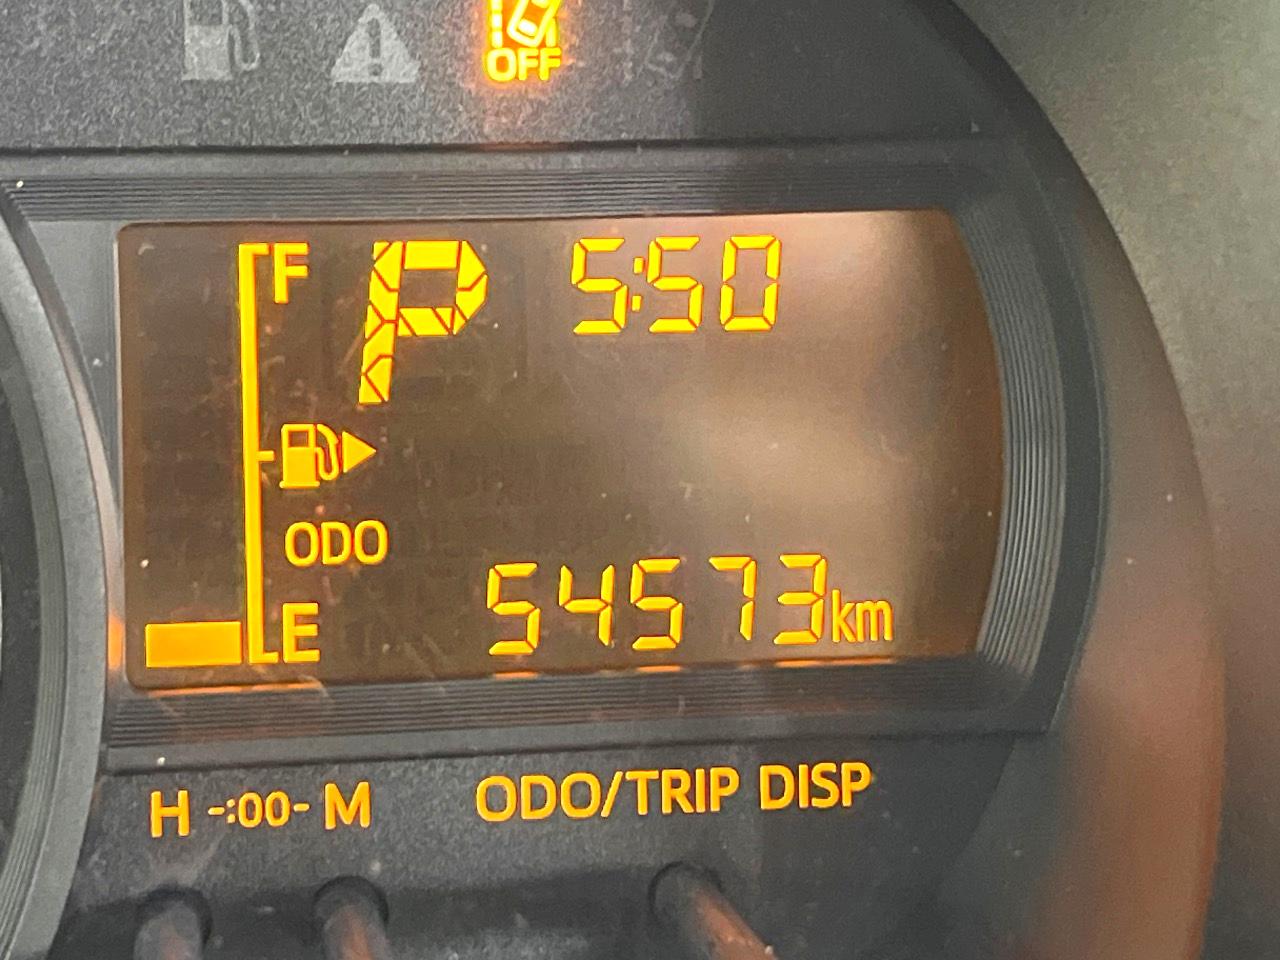 OFF
F P 5:50
ODO
E 54573km
H -:00- M ODO/TRIP DISP